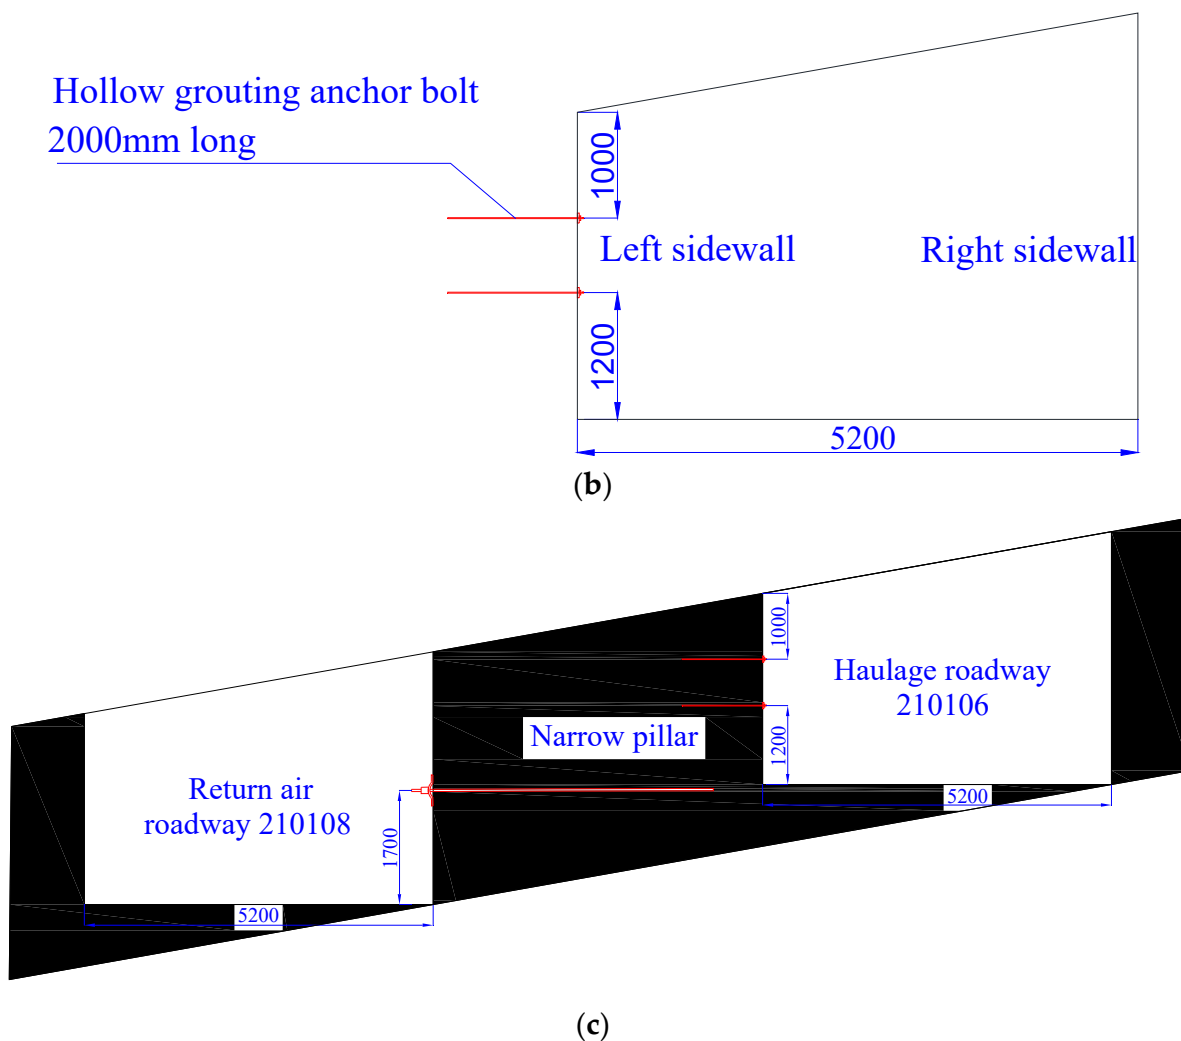 Hollow grouting anchor bolt
2000mm long
1000
Left sidewall
Right sidewall
1200
5200
(b)
1000
Haulage roadway
210106
1200
Narrow pillar
5200
Return air
roadway 210108
1700
5200
(c)